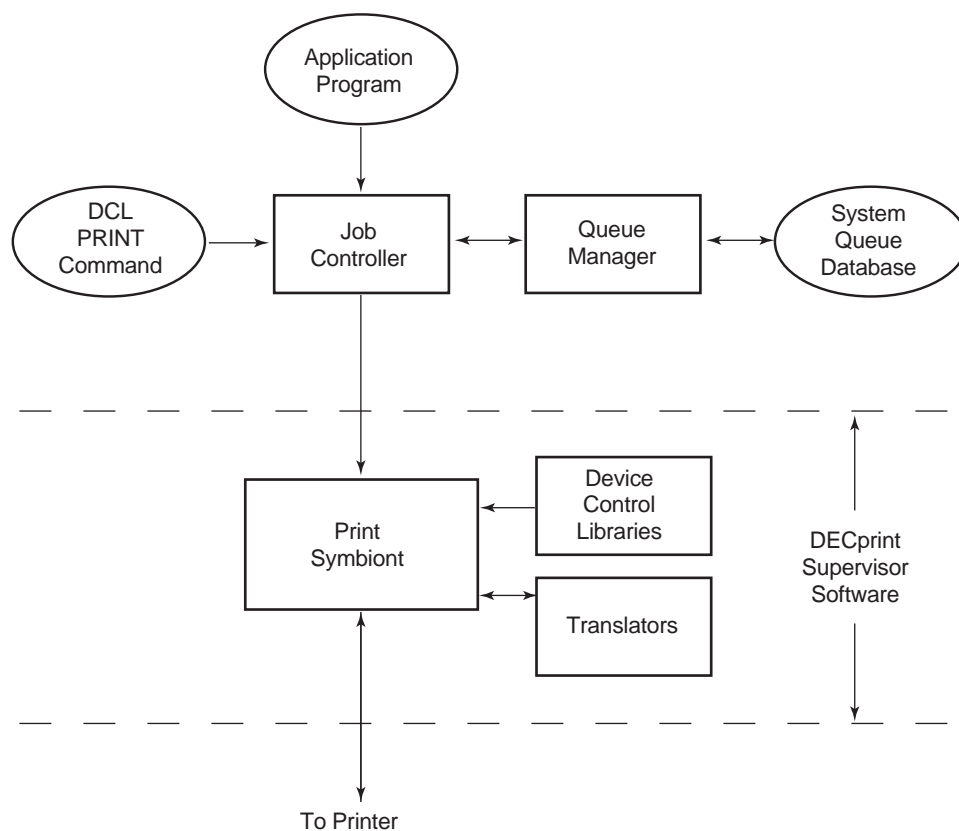 Application
Program
DCL
PRINT
Command
Job
Controller
Queue
Manager
System
Queue
Database
Print
Symbiont
Device
Control
Libraries
Translators
DECprint
Supervisor
Software
To Printer